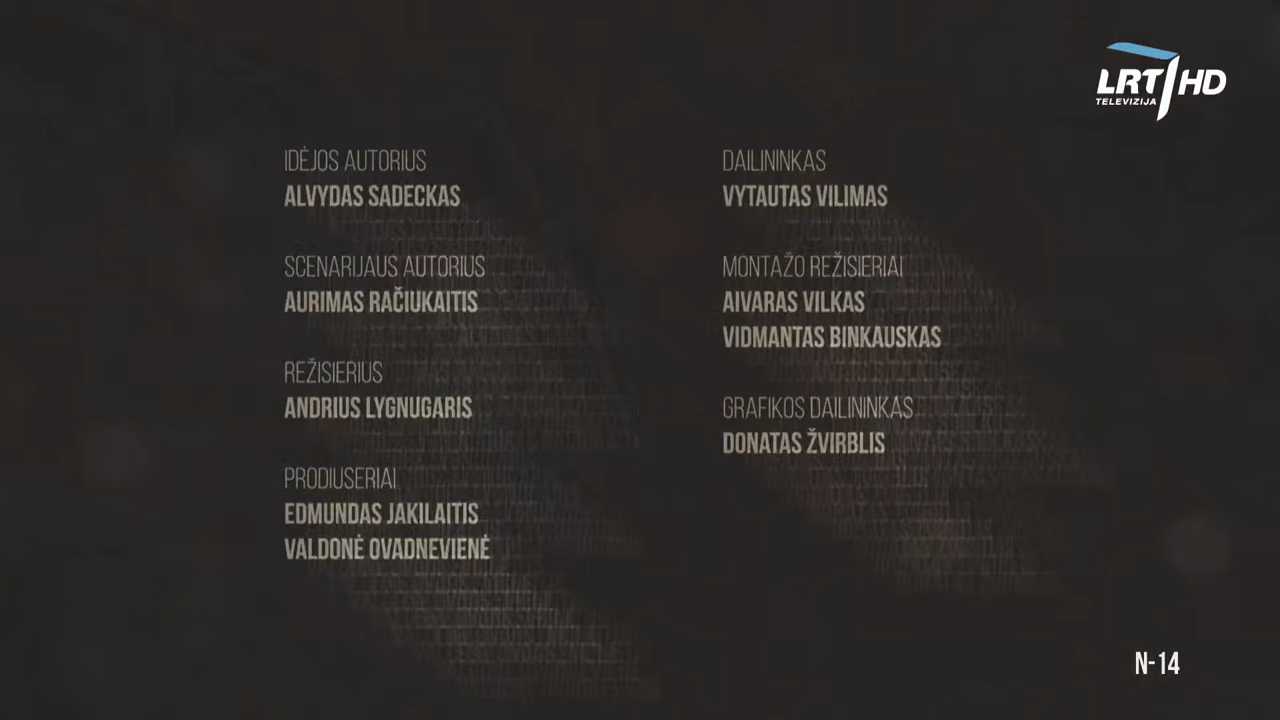 LRT HD
TELEVIZIJA
IDĖJOS AUTORIUS
ALVYDAS SADECKAS
SCENARIJAUS AUTORIUS
AURIMAS RAČIUKAITIS
REŽISIERIUS
ANDRIUS LYGNUGARIS
PRODIUSERIAI
EDMUNDAS JAKILAITIS
VALDONĖ OVADNEVIENĖ
DAILININKAS
VYTAUTAS VILIMAS
MONTAŽO REŽISIERIAI
AIVARAS VILKAS
VIDMANTAS BINKAUSKAS
GRAFIKOS DAILININKAS
DONATAS ŽVIRBLIS
N-14